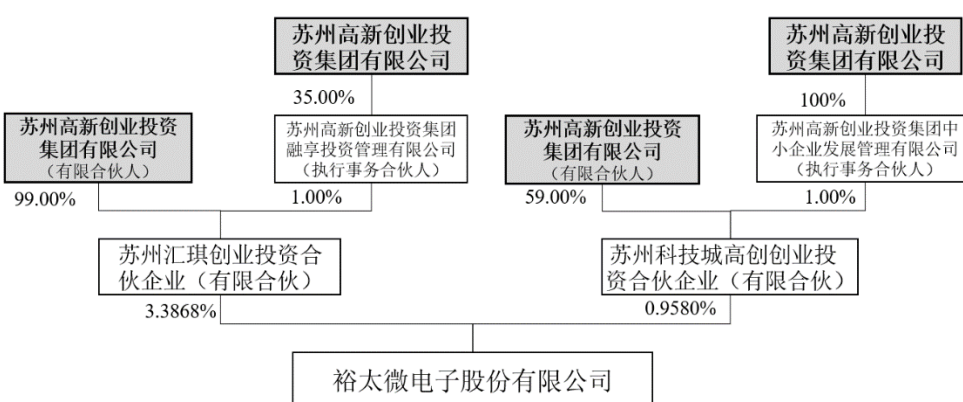 苏州高新创业投
资集团有限公司
苏州高新创业投
资集团有限公司
35.00%
100%
苏州高新创业投资
集团有限公司
（有限合伙人）
苏州高新创业投资集团
融享投资管理有限公司
（执行事务合伙人）
苏州高新创业投资
集团有限公司
（有限合伙人）
苏州高新创业投资集团中
小企业发展管理有限公司
（执行事务合伙人）
99.00%
1.00%
59.00%
1.00%
苏州汇琪创业投资合
伙企业（有限合伙）
苏州科技城高创创业投
资合伙企业（有限合伙）
3.3868%
0.9580%
裕太微电子股份有限公司